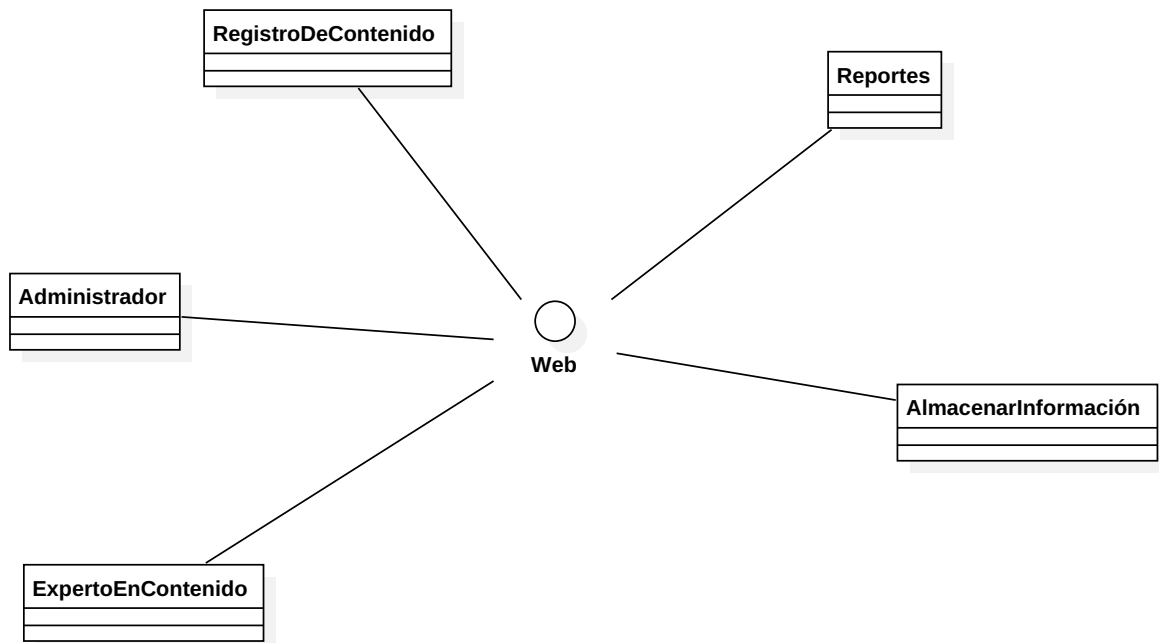 RegistroDeContenido
Reportes
Administrador
Web
AlmacenarInformación
ExpertoEnContenido